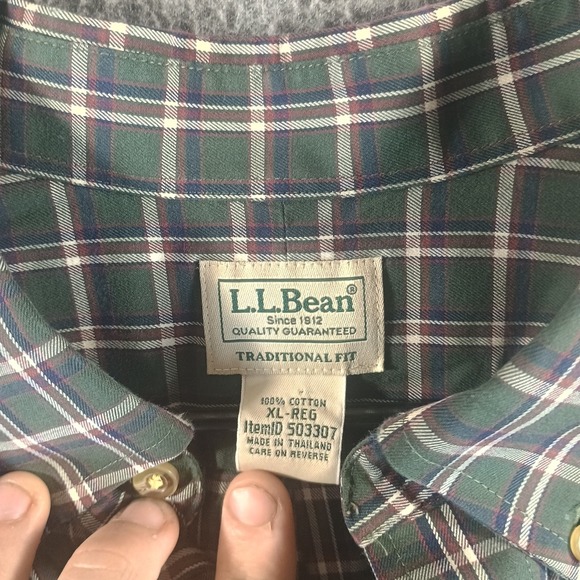 L.L.Bean®
Since 1912
QUALITY GUARANTEED
TRADITIONAL FIT
100% COTTON
XL-REG
ItemID 503307
MADE IN THAILAND
CARE ON REVERSE